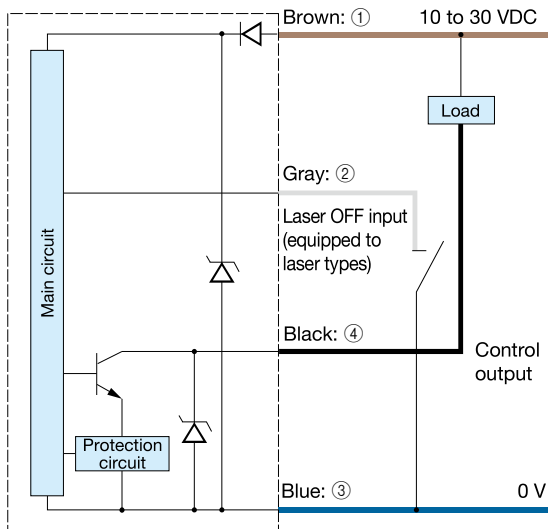 Brown: ① 10 to 30 VDC
Load
Gray: ②
Laser OFF input
(equipped to
laser types)
Main circuit
Black: ④
Control
output
Protection
circuit
Blue: ③ 0 V